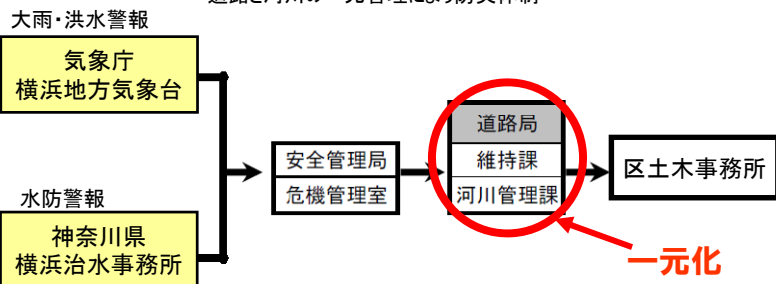 大雨・洪水警報
気象庁
横浜地方気象台
水防警報
神奈川県
横浜治水事務所
安全管理局
危機管理室
道路局
維持課
河川管理課
区土木事務所
一元化